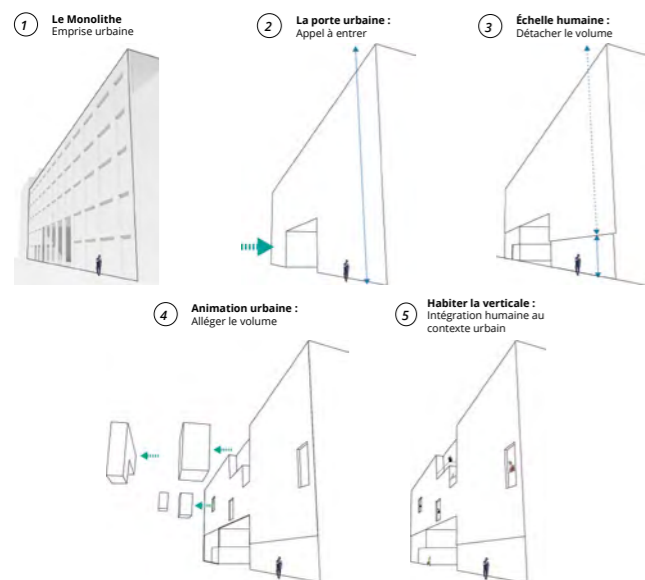 1
Le Monolithe
Emprise urbaine
2
La porte urbaine :
Appel à entrer
3
Échelle humaine :
Détacher le volume
4
Animation urbaine :
Alléger le volume
5
Habiter la verticale :
Intégration humaine au
contexte urbain